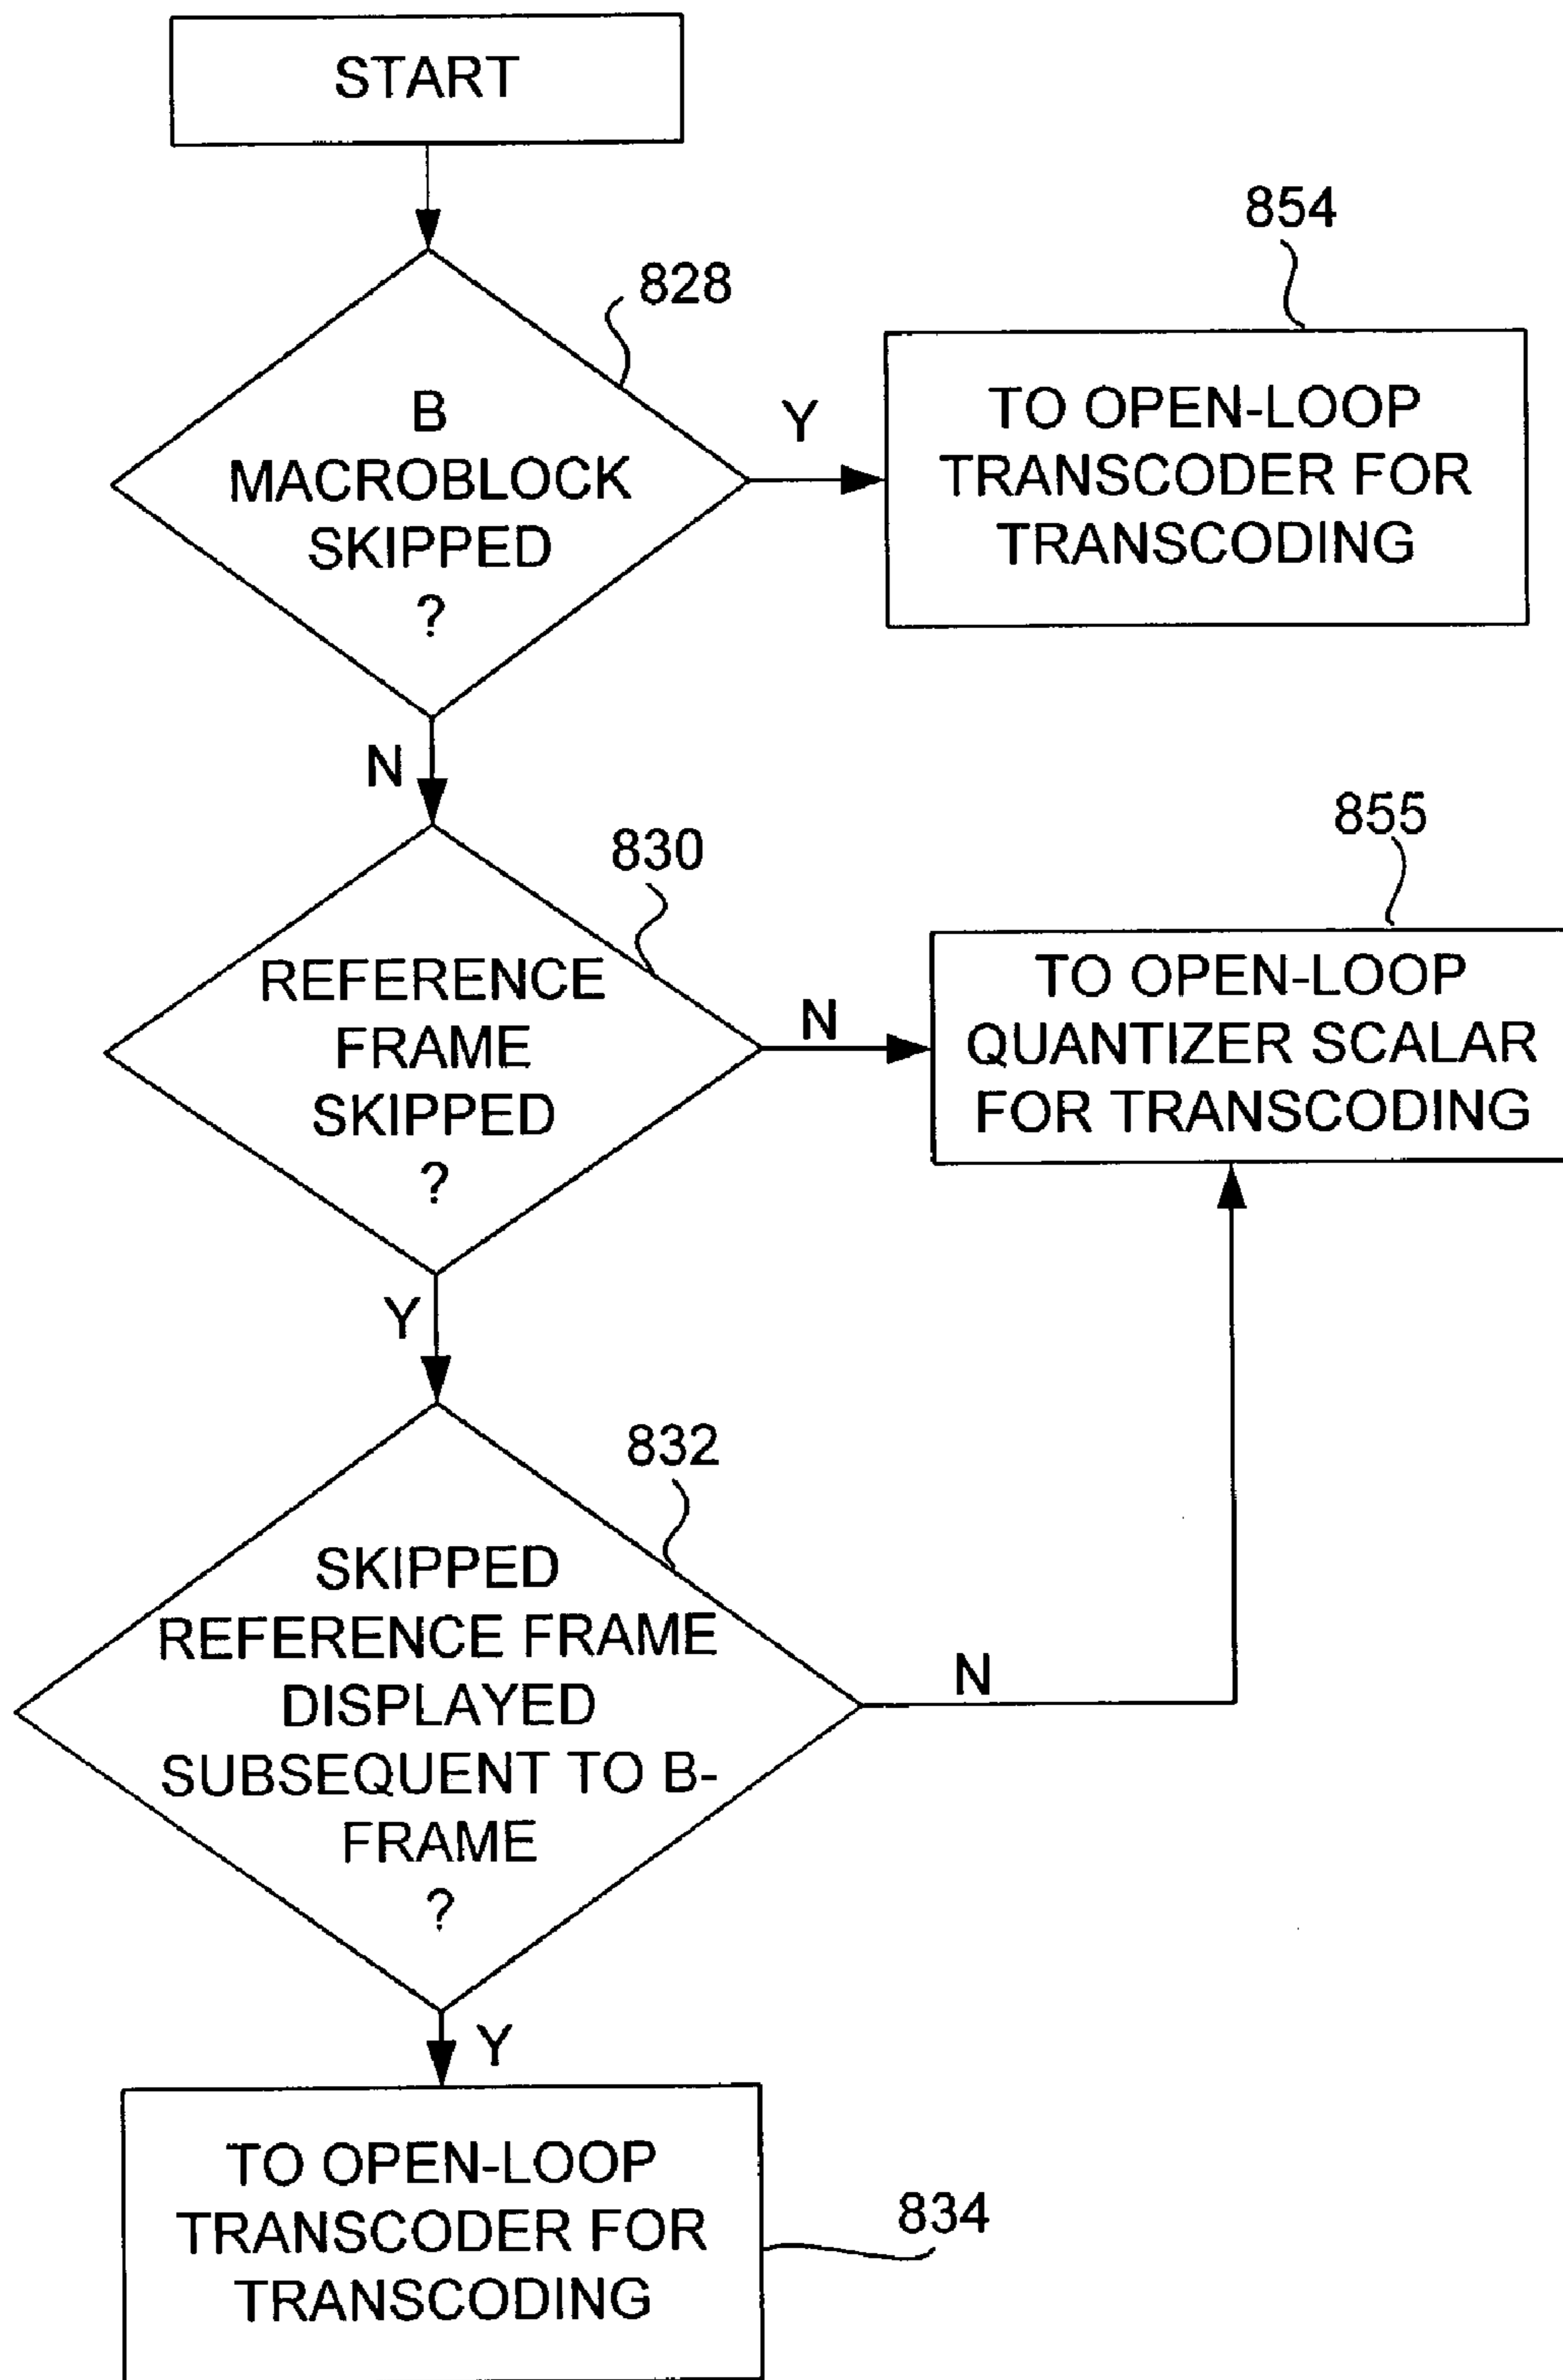 START
828
B
MACROBLOCK
SKIPPED
?
Y
854
TO OPEN-LOOP
TRANSCODER FOR
TRANSCODING
N
830
REFERENCE
FRAME
SKIPPED
?
N
855
TO OPEN-LOOP
QUANTIZER SCALAR
FOR TRANSCODING
Y
832
SKIPPED
REFERENCE FRAME
DISPLAYED
SUBSEQUENT TO B-
FRAME
?
N
Y
TO OPEN-LOOP
TRANSCODER FOR
TRANSCODING
834